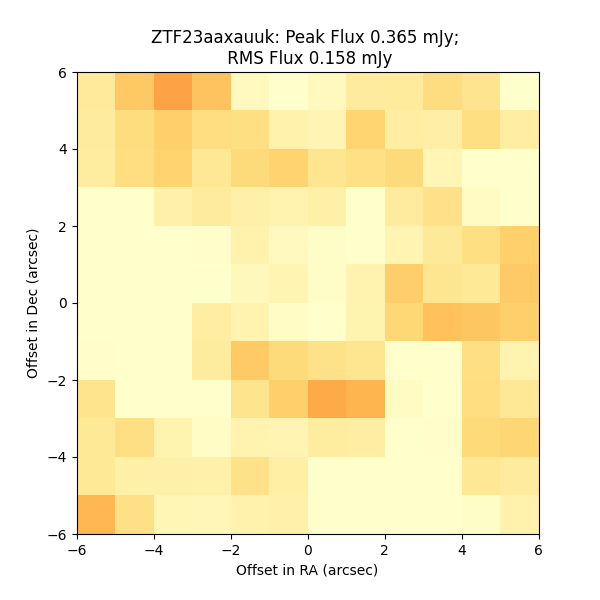 ZTF23aaxauuk: Peak Flux 0.365 mJy;
RMS Flux 0.158 mJy
6
4
2
0
−2
−4
−6
Offset in Dec (arcsec)
−6 −4 −2 0 2 4 6
Offset in RA (arcsec)